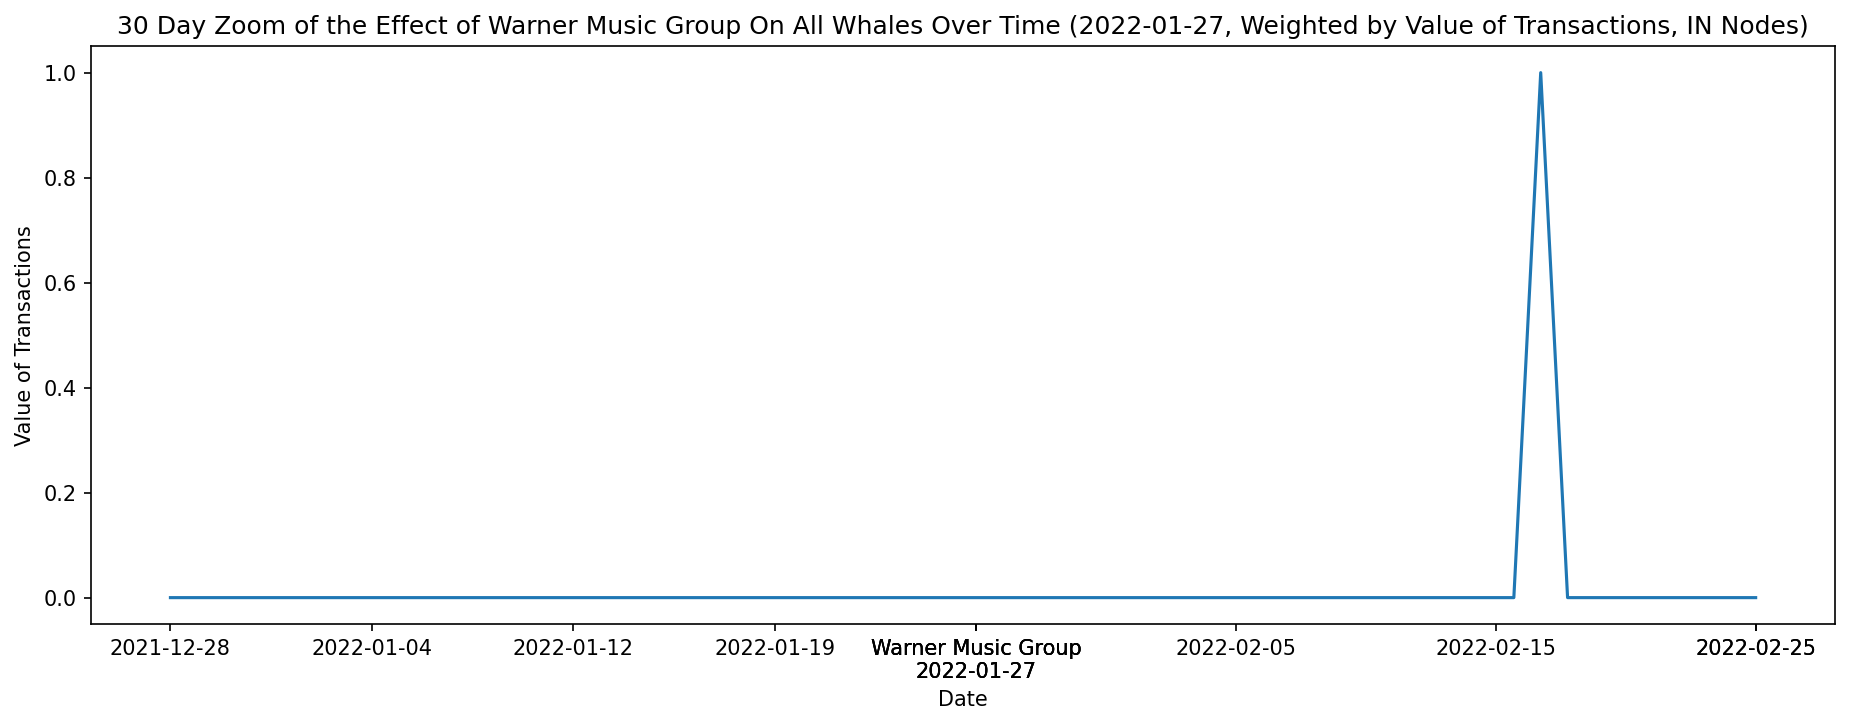 30 Day Zoom of the Effect of Warner Music Group On All Whales Over Time (2022-01-27, Weighted by Value of Transactions, IN Nodes)
Value of Transactions
1.0
0.8
0.6
0.4
0.2
0.0
2021-12-28 2022-01-04 2022-01-12 2022-01-19 Warner Music Group 2022-02-05 2022-02-15 2022-02-25
2022-01-27
Date